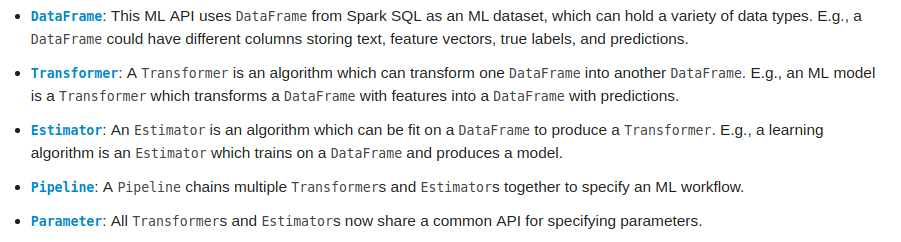 • DataFrame: This ML API uses DataFrame from Spark SQL as an ML dataset, which can hold a variety of data types. E.g., a
DataFrame could have different columns storing text, feature vectors, true labels, and predictions.
• Transformer: A Transformer is an algorithm which can transform one DataFrame into another DataFrame. E.g., an ML model
is a Transformer which transforms a DataFrame with features into a DataFrame with predictions.
• Estimator: An Estimator is an algorithm which can be fit on a DataFrame to produce a Transformer. E.g., a learning
algorithm is an Estimator which trains on a DataFrame and produces a model.
• Pipeline: A Pipeline chains multiple Transformers and Estimators together to specify an ML workflow.
• Parameter: All Transformers and Estimators now share a common API for specifying parameters.